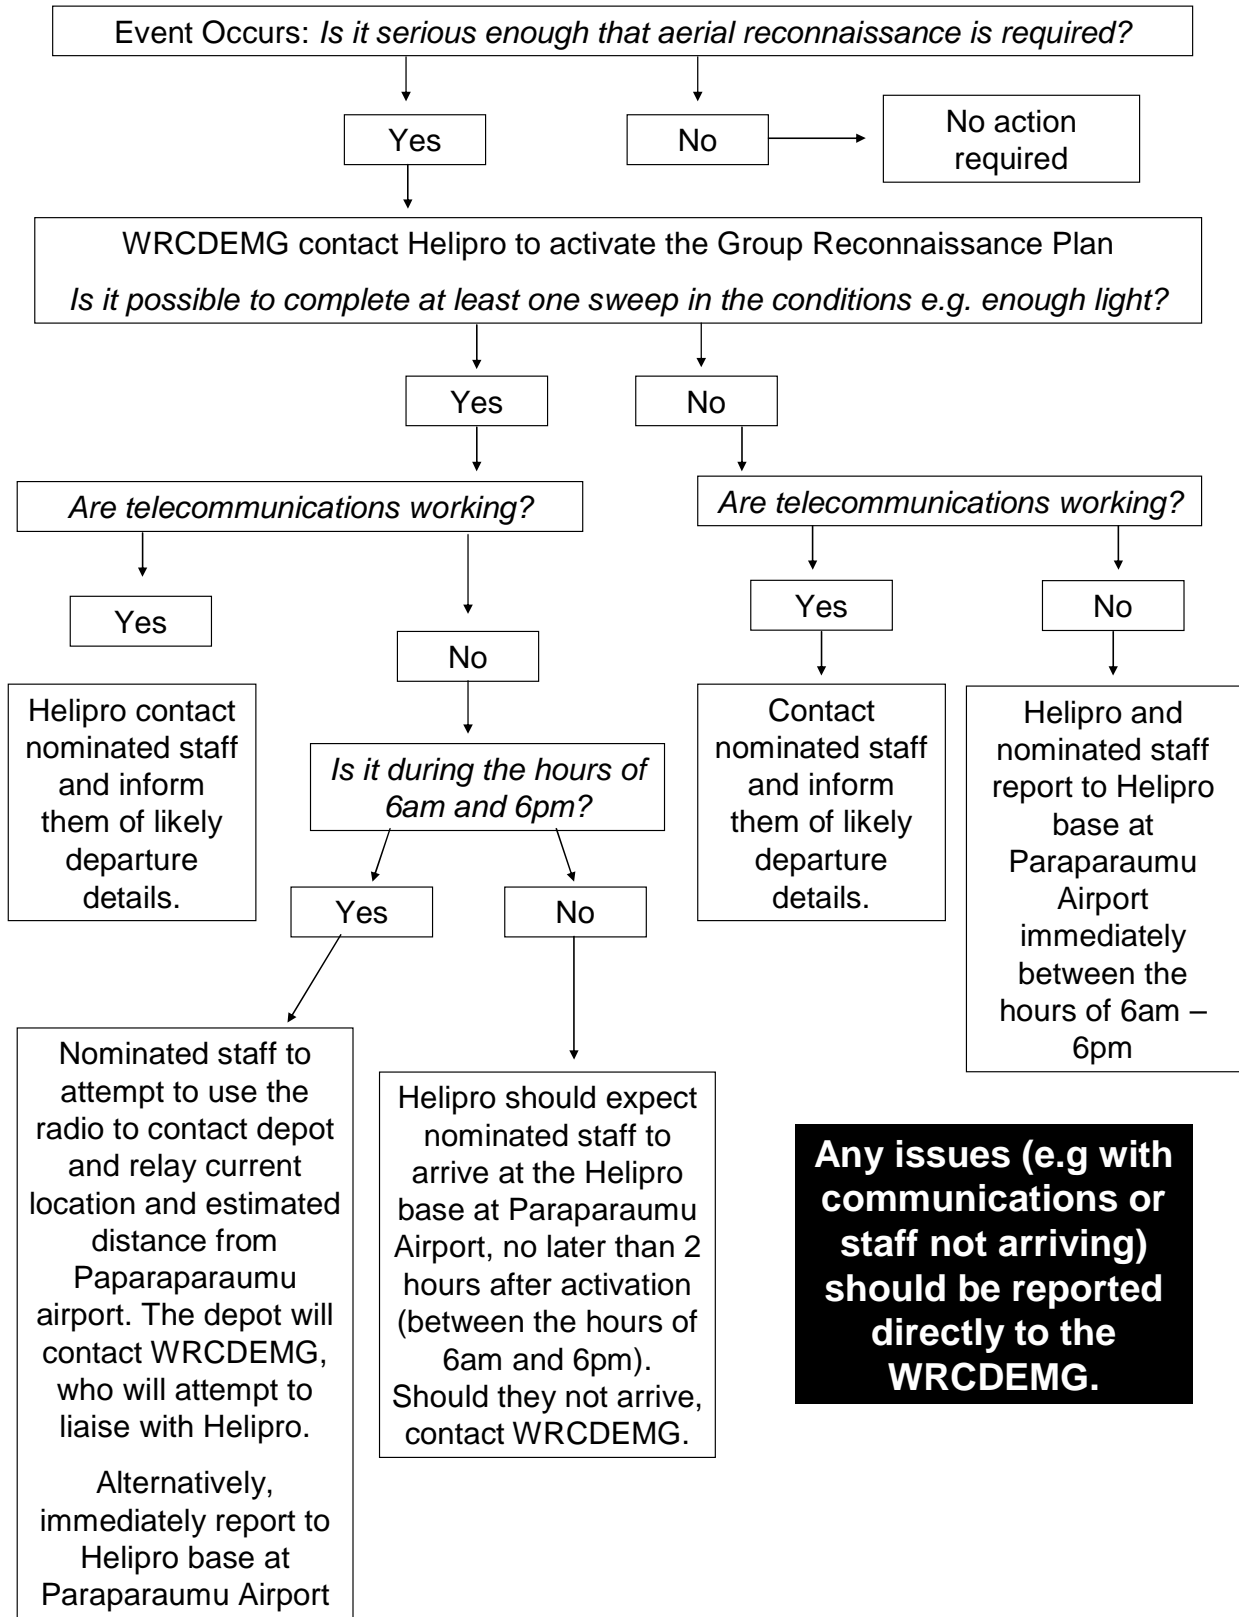 Event Occurs: Is it serious enough that aerial reconnaissance is required?
Yes
No
No action
required
WRCDEMG contact Helipro to activate the Group Reconnaissance Plan
Is it possible to complete at least one sweep in the conditions e.g. enough light?
Yes
No
Are telecommunications working?
Are telecommunications working?
Yes
No
Yes
No
Helipro contact
nominated staff
and inform
them of likely
departure
details.
Is it during the hours of
6am and 6pm?
Contact
nominated staff
and inform
them of likely
departure
details.
Helipro and
nominated staff
report to Helipro
base at
Paraparaumu
Airport
immediately
between the
hours of 6am –
6pm
Yes
No
Nominated staff to
attempt to use the
radio to contact depot
and relay current
location and estimated
distance from
Paparaparaumu
airport. The depot will
contact WRCDEMG,
who will attempt to
liaise with Helipro.
Alternatively,
immediately report to
Helipro base at
Paraparaumu Airport
Helipro should expect
nominated staff to
arrive at the Helipro
base at Paraparaumu
Airport, no later than 2
hours after activation
(between the hours of
6am and 6pm).
Should they not arrive,
contact WRCDEMG.
Any issues (e.g with
communications or
staff not arriving)
should be reported
directly to the
WRCDEMG.